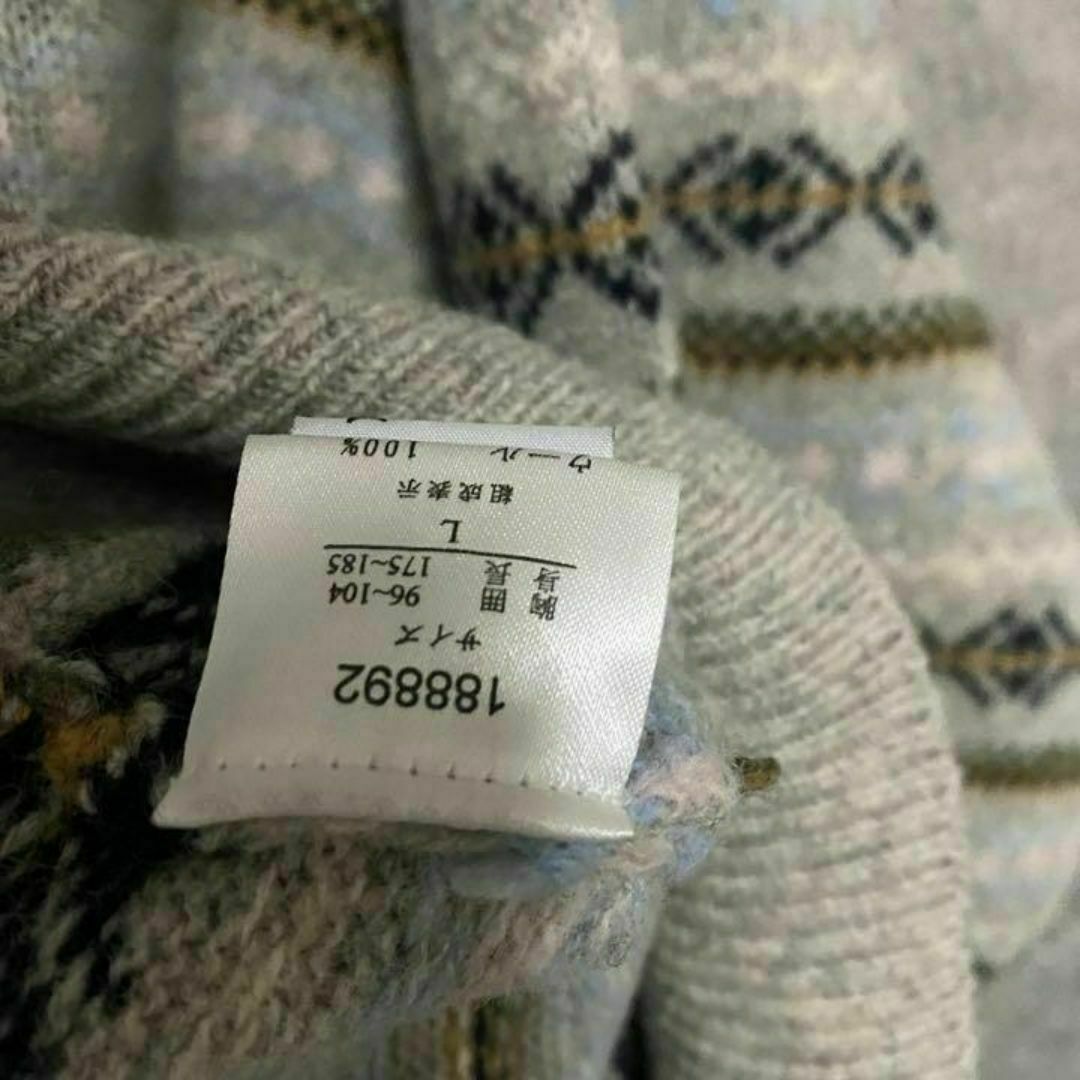 188892
サイズ
胸囲 96~104
身長 175~185
L
組成表示
ウール 100%